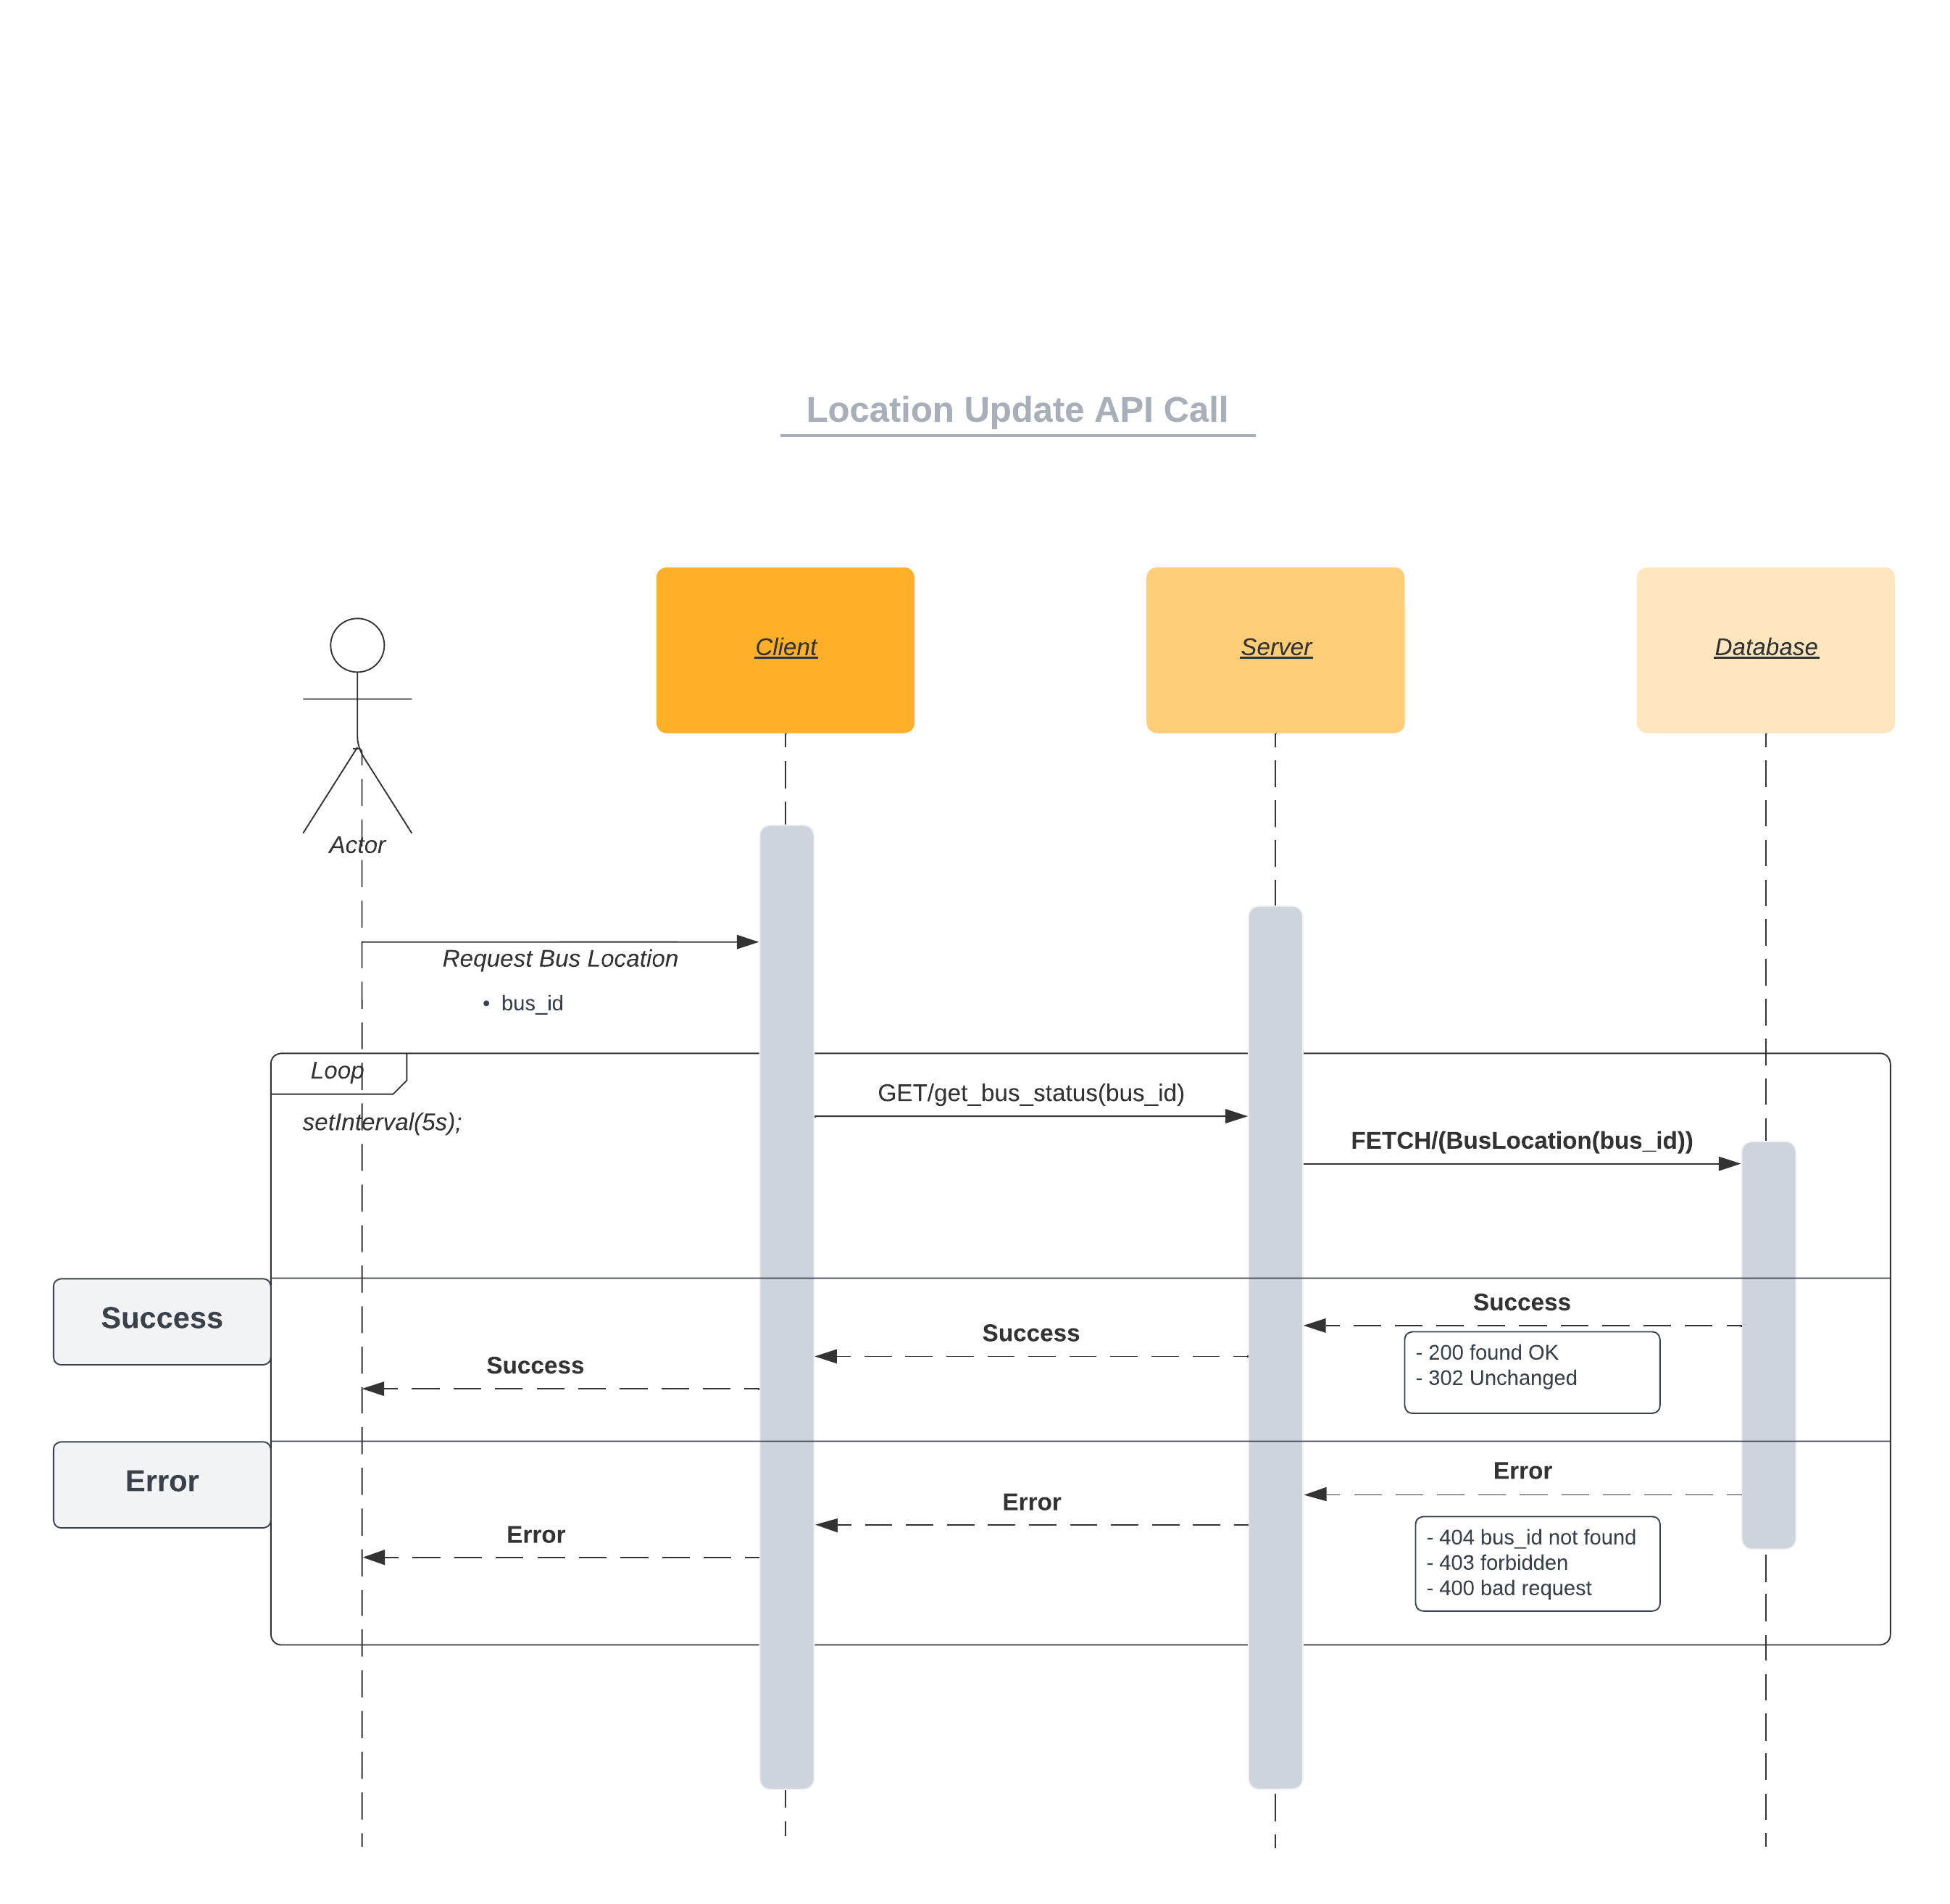 Location Update API Call
Client
Server
Database
Actor
Request Bus Location
• bus_id
Loop
setInterval(5s);
GET/get_bus_status(bus_id)
FETCH/(BusLocation(bus_id))
Success
Success
Success
Success
- 200 found OK
- 302 Unchanged
Error
Error
Error
Error
- 404 bus_id not found
- 403 forbidden
- 400 bad request